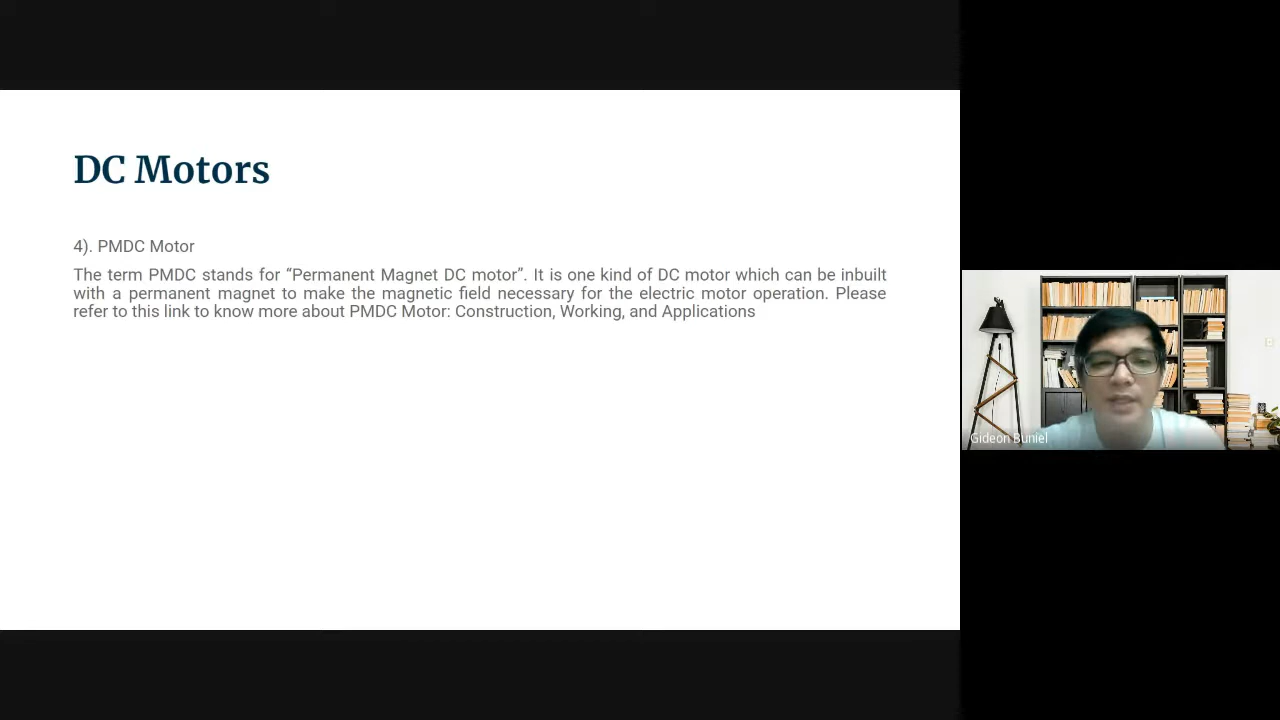 DC Motors
4). PMDC Motor
The term PMDC stands for “Permanent Magnet DC motor”. It is one kind of DC motor which can be inbuilt
with a permanent magnet to make the magnetic field necessary for the electric motor operation. Please
refer to this link to know more about PMDC Motor: Construction, Working, and Applications
Gideon Buniel